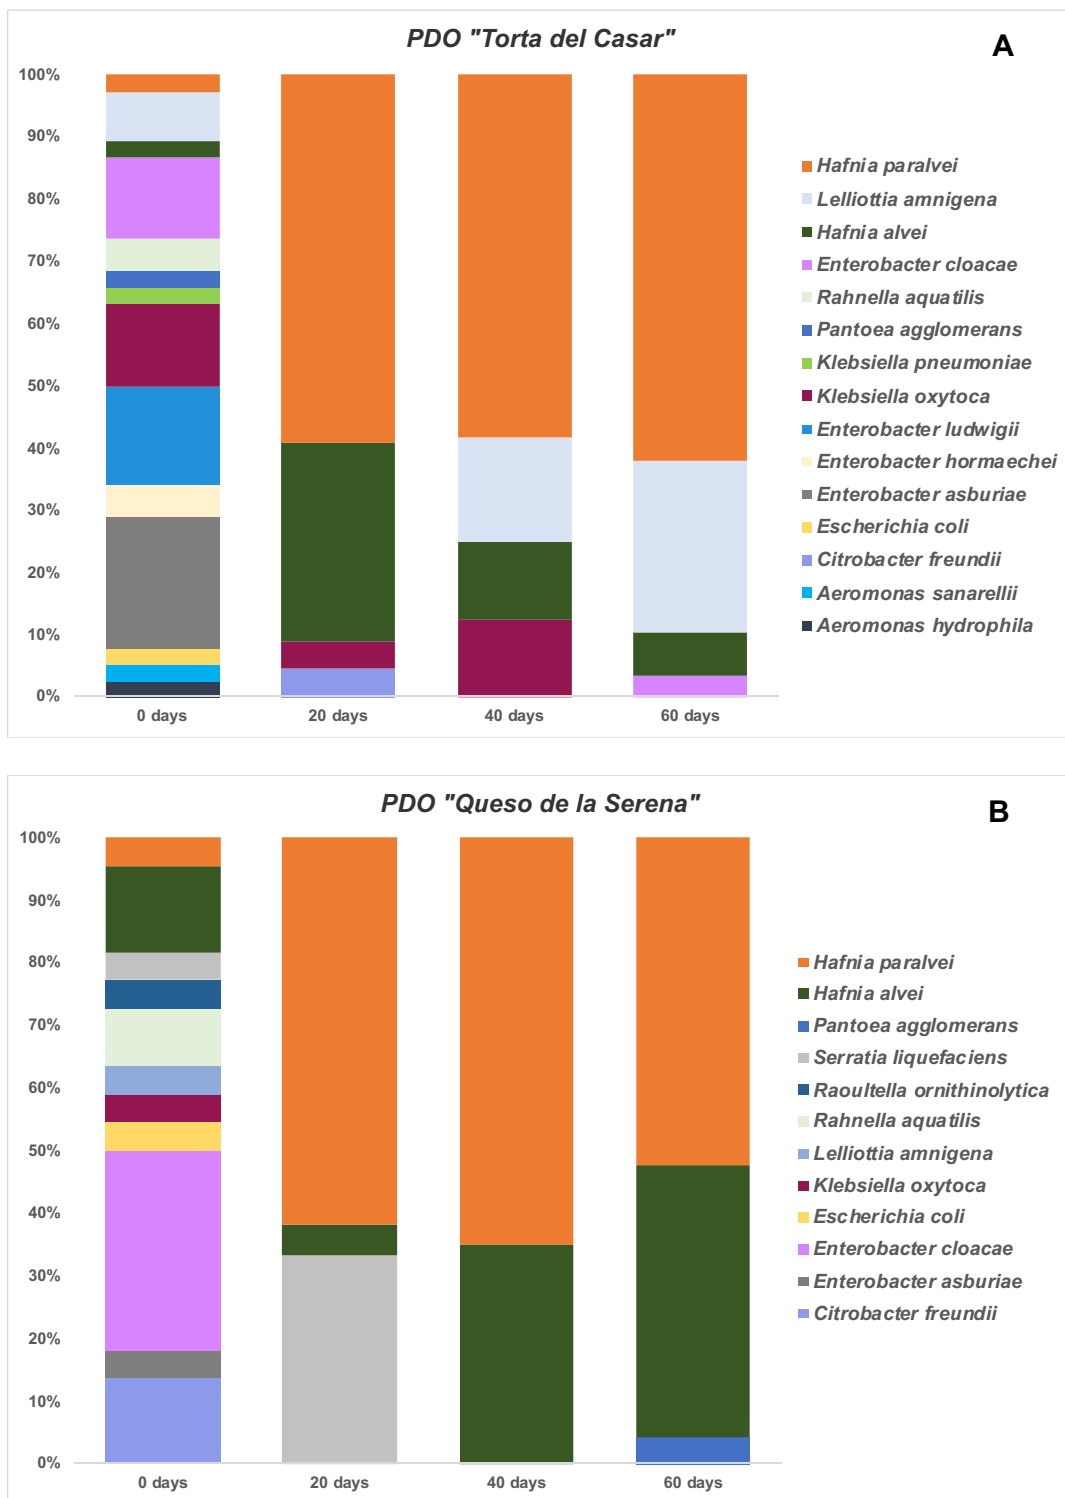 PDO "Torta del Casar"
A
100%
90%
80%
70%
60%
50%
40%
30%
20%
10%
0%
0 days
20 days
40 days
60 days
Hafnia paralvei
Lelliottia amnigena
Hafnia alvei
Enterobacter cloacae
Rahnella aquatilis
Pantoea agglomerans
Klebsiella pneumoniae
Klebsiella oxytoca
Enterobacter ludwigii
Enterobacter hormaechei
Enterobacter asburiae
Escherichia coli
Citrobacter freundii
Aeromonas sanarellii
Aeromonas hydrophila
PDO "Queso de la Serena"
B
100%
90%
80%
70%
60%
50%
40%
30%
20%
10%
0%
0 days
20 days
40 days
60 days
Hafnia paralvei
Hafnia alvei
Pantoea agglomerans
Serratia liquefaciens
Raoultella ornithinolytica
Rahnella aquatilis
Lelliottia amnigena
Klebsiella oxytoca
Escherichia coli
Enterobacter cloacae
Enterobacter asburiae
Citrobacter freundii